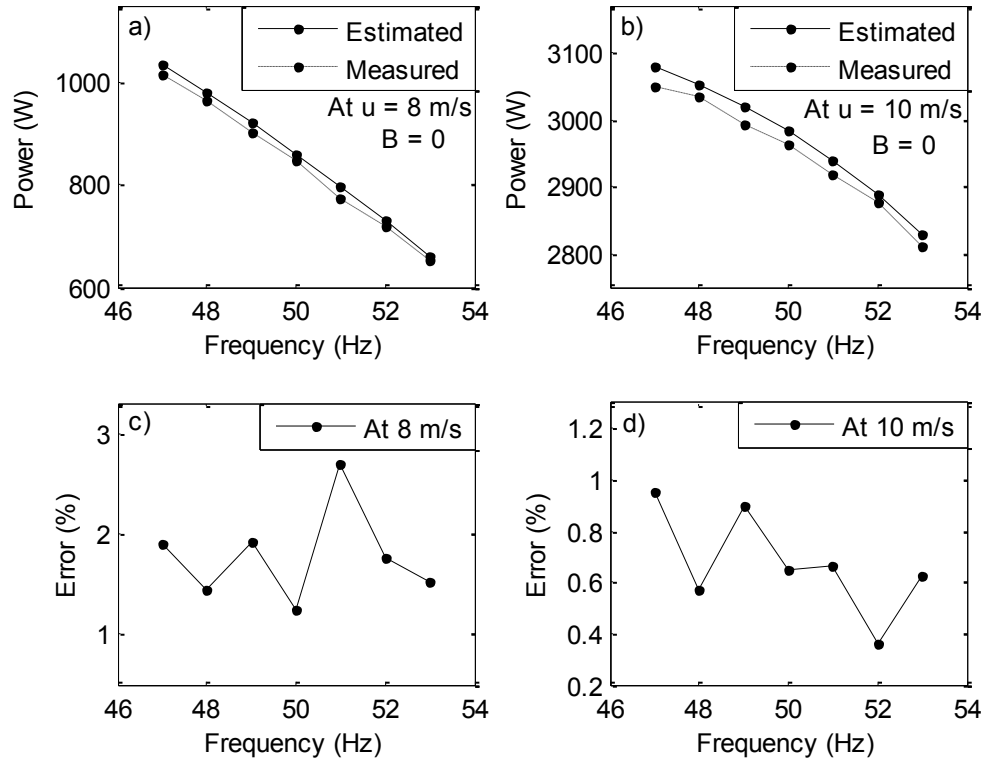 a)
Estimated
Measured
At u = 8 m/s
B = 0
1000
800
600
Power (W)
46 48 50 52 54
Frequency (Hz)
b)
Estimated
Measured
At u = 10 m/s
B = 0
3100
3000
2900
2800
Power (W)
46 48 50 52 54
Frequency (Hz)
c)
At 8 m/s
3
2
1
Error (%)
46 48 50 52 54
Frequency (Hz)
d)
At 10 m/s
1.2
1
0.8
0.6
0.4
0.2
Error (%)
46 48 50 52 54
Frequency (Hz)